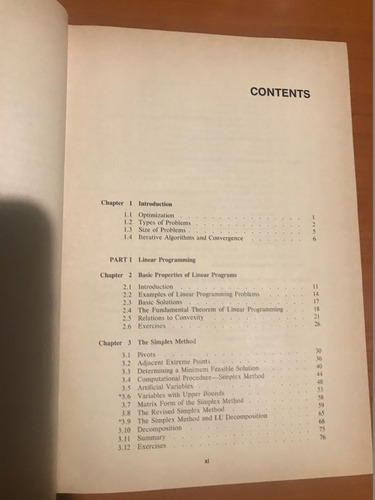 CONTENTS
Chapter 1 Introduction
1.1 Optimization . . . . . . . . . . 1
1.2 Types of Problems . . . . . . . . . . 2
1.3 Size of Problems . . . . . . . . . . 5
1.4 Iterative Algorithms and Convergence . . . . . . . . . . 6
PART I Linear Programming
Chapter 2 Basic Properties of Linear Programs
2.1 Introduction . . . . . . . . . . 11
2.2 Examples of Linear Programming Problems . . . . . . . . . . 14
2.3 Basic Solutions . . . . . . . . . . 17
2.4 The Fundamental Theorem of Linear Programming . . . . . . . . . . 18
2.5 Relations to Convexity . . . . . . . . . . 21
2.6 Exercises . . . . . . . . . . 26
Chapter 3 The Simplex Method
3.1 Pivots . . . . . . . . . . 30
3.2 Adjacent Extreme Points . . . . . . . . . . 36
3.3 Determining a Minimum Feasible Solution . . . . . . . . . . 40
3.4 Computational Procedure—Simplex Method . . . . . . . . . . 44
3.5 Artificial Variables . . . . . . . . . . 48
*3.6 Variables with Upper Bounds . . . . . . . . . . 53
3.7 Matrix Form of the Simplex Method . . . . . . . . . . 58
3.8 The Revised Simplex Method . . . . . . . . . . 59
*3.9 The Simplex Method and LU Decomposition . . . . . . . . . . 65
3.10 Decomposition . . . . . . . . . . 68
3.11 Summary . . . . . . . . . . 75
3.12 Exercises . . . . . . . . . . 76
xi